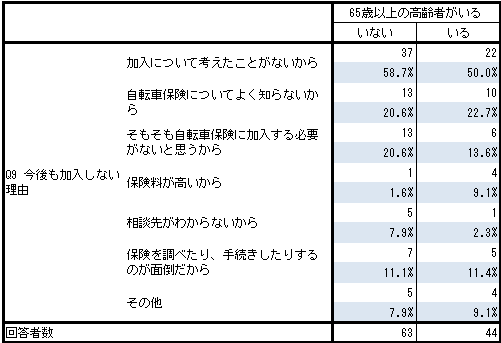 65歳以上の高齢者がいる
いない いる
Q9 今後も加入しない
理由
加入について考えたことがないから 37 22
58.7% 50.0%
自転車保険についてよく知らないか
ら
13 10
20.6% 22.7%
そもそも自転車保険に加入する必要
がないと思うから
13 6
20.6% 13.6%
保険料が高いから 1 4
1.6% 9.1%
相談先がわからないから 5 1
7.9% 2.3%
保険を調べたり、手続きしたりする
のが面倒だから
7 5
11.1% 11.4%
その他 5 4
7.9% 9.1%
回答者数 63 44